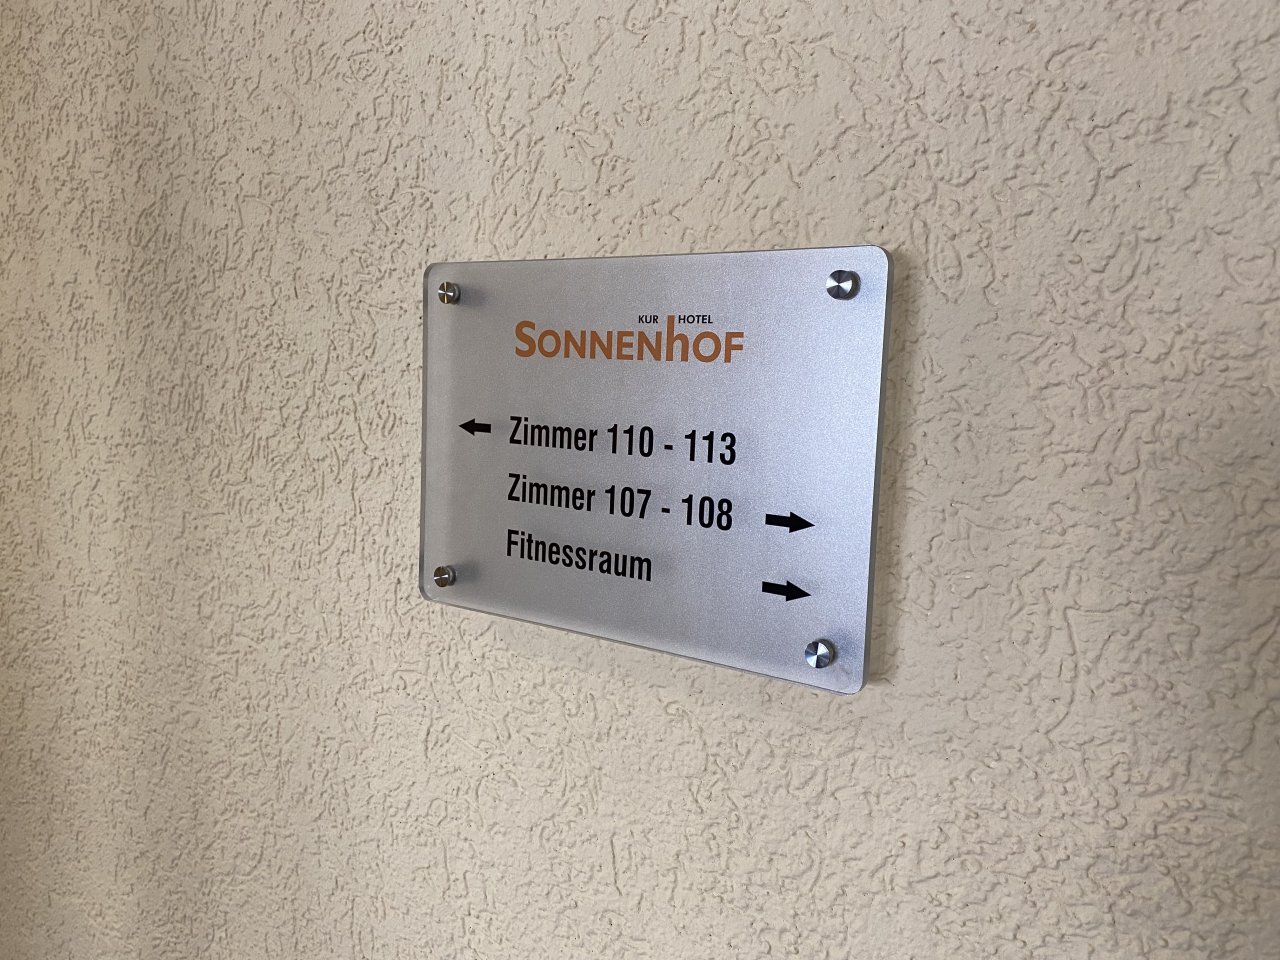 KUR HOTEL
SONNENhOF
Zimmer 110 - 113
Zimmer 107 - 108
Fitnessraum